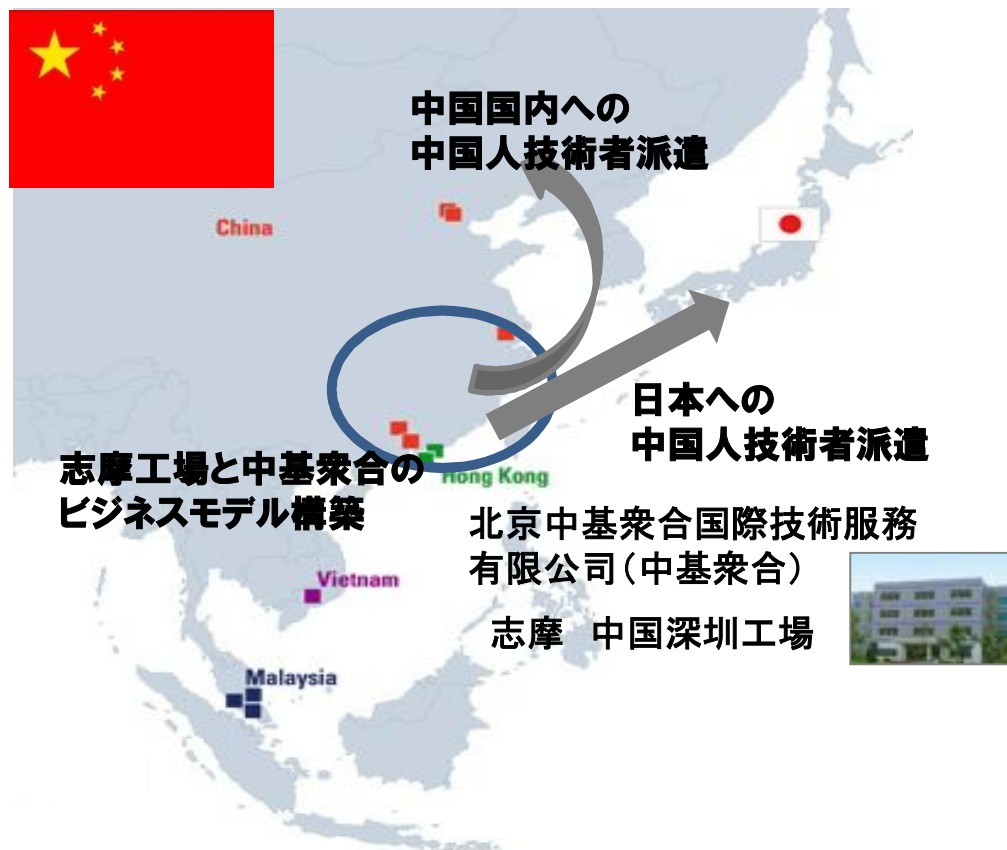 中国国内への
中国人技術者派遣
China
日本への
中国人技術者派遣
志摩工場と中基衆合の
ビジネスモデル構築
Hong Kong
北京中基衆合国際技術服務
有限公司(中基衆合)
Vietnam
志摩 中国深圳工場
Malaysia